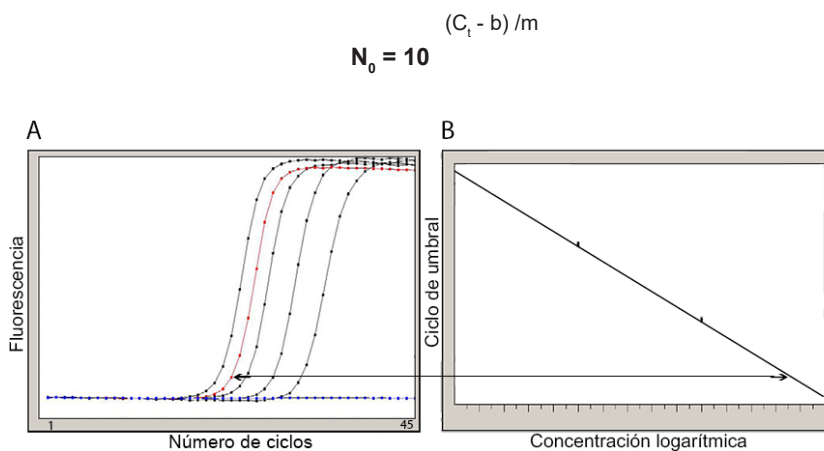 (Ct - b) /m
N0 = 10
A
B
Fluorescencia
Ciclo de umbral
1
45
Número de ciclos
Concentración logarítmica